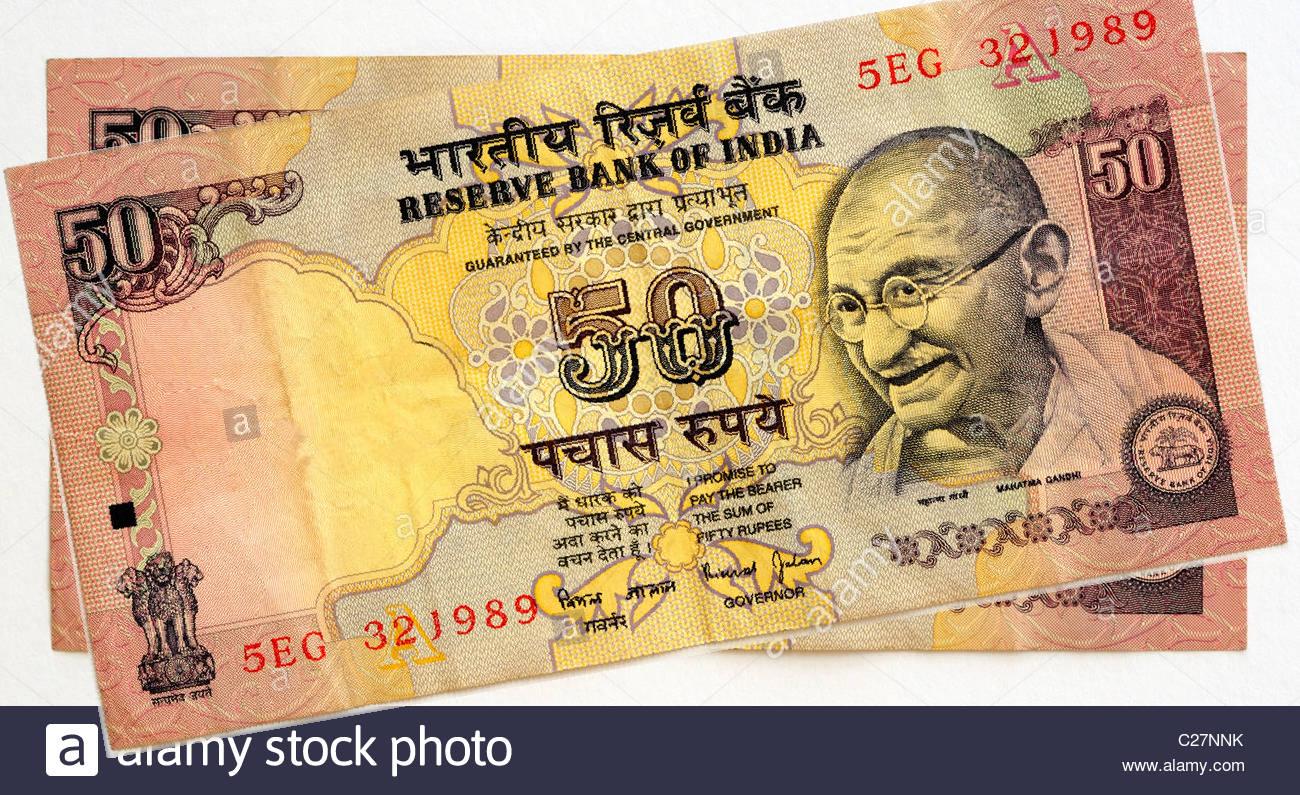 5EG 321989
A
50
50
भारतीय रिज़र्व बैंक
RESERVE BANK OF INDIA
केन्द्रीय सरकार द्वारा प्रत्याभूत
GUARANTEED BY THE CENTRAL GOVERNMENT
50
50
पचास रुपये
मैं धारक को
पचास रुपये
अदा करने का
वचन देता हूँ ।
I PROMISE TO
PAY THE BEARER
THE SUM OF
FIFTY RUPEES
महात्मा गांधी
MAHATMA GANDHI
RESERVE BANK OF INDIA
बिमल जालान
गवर्नर
Bimal Jalan
GOVERNOR
5EG 321989
A
सत्यमेव जयते
a alamy stock photo
C27NNK
www.alamy.com